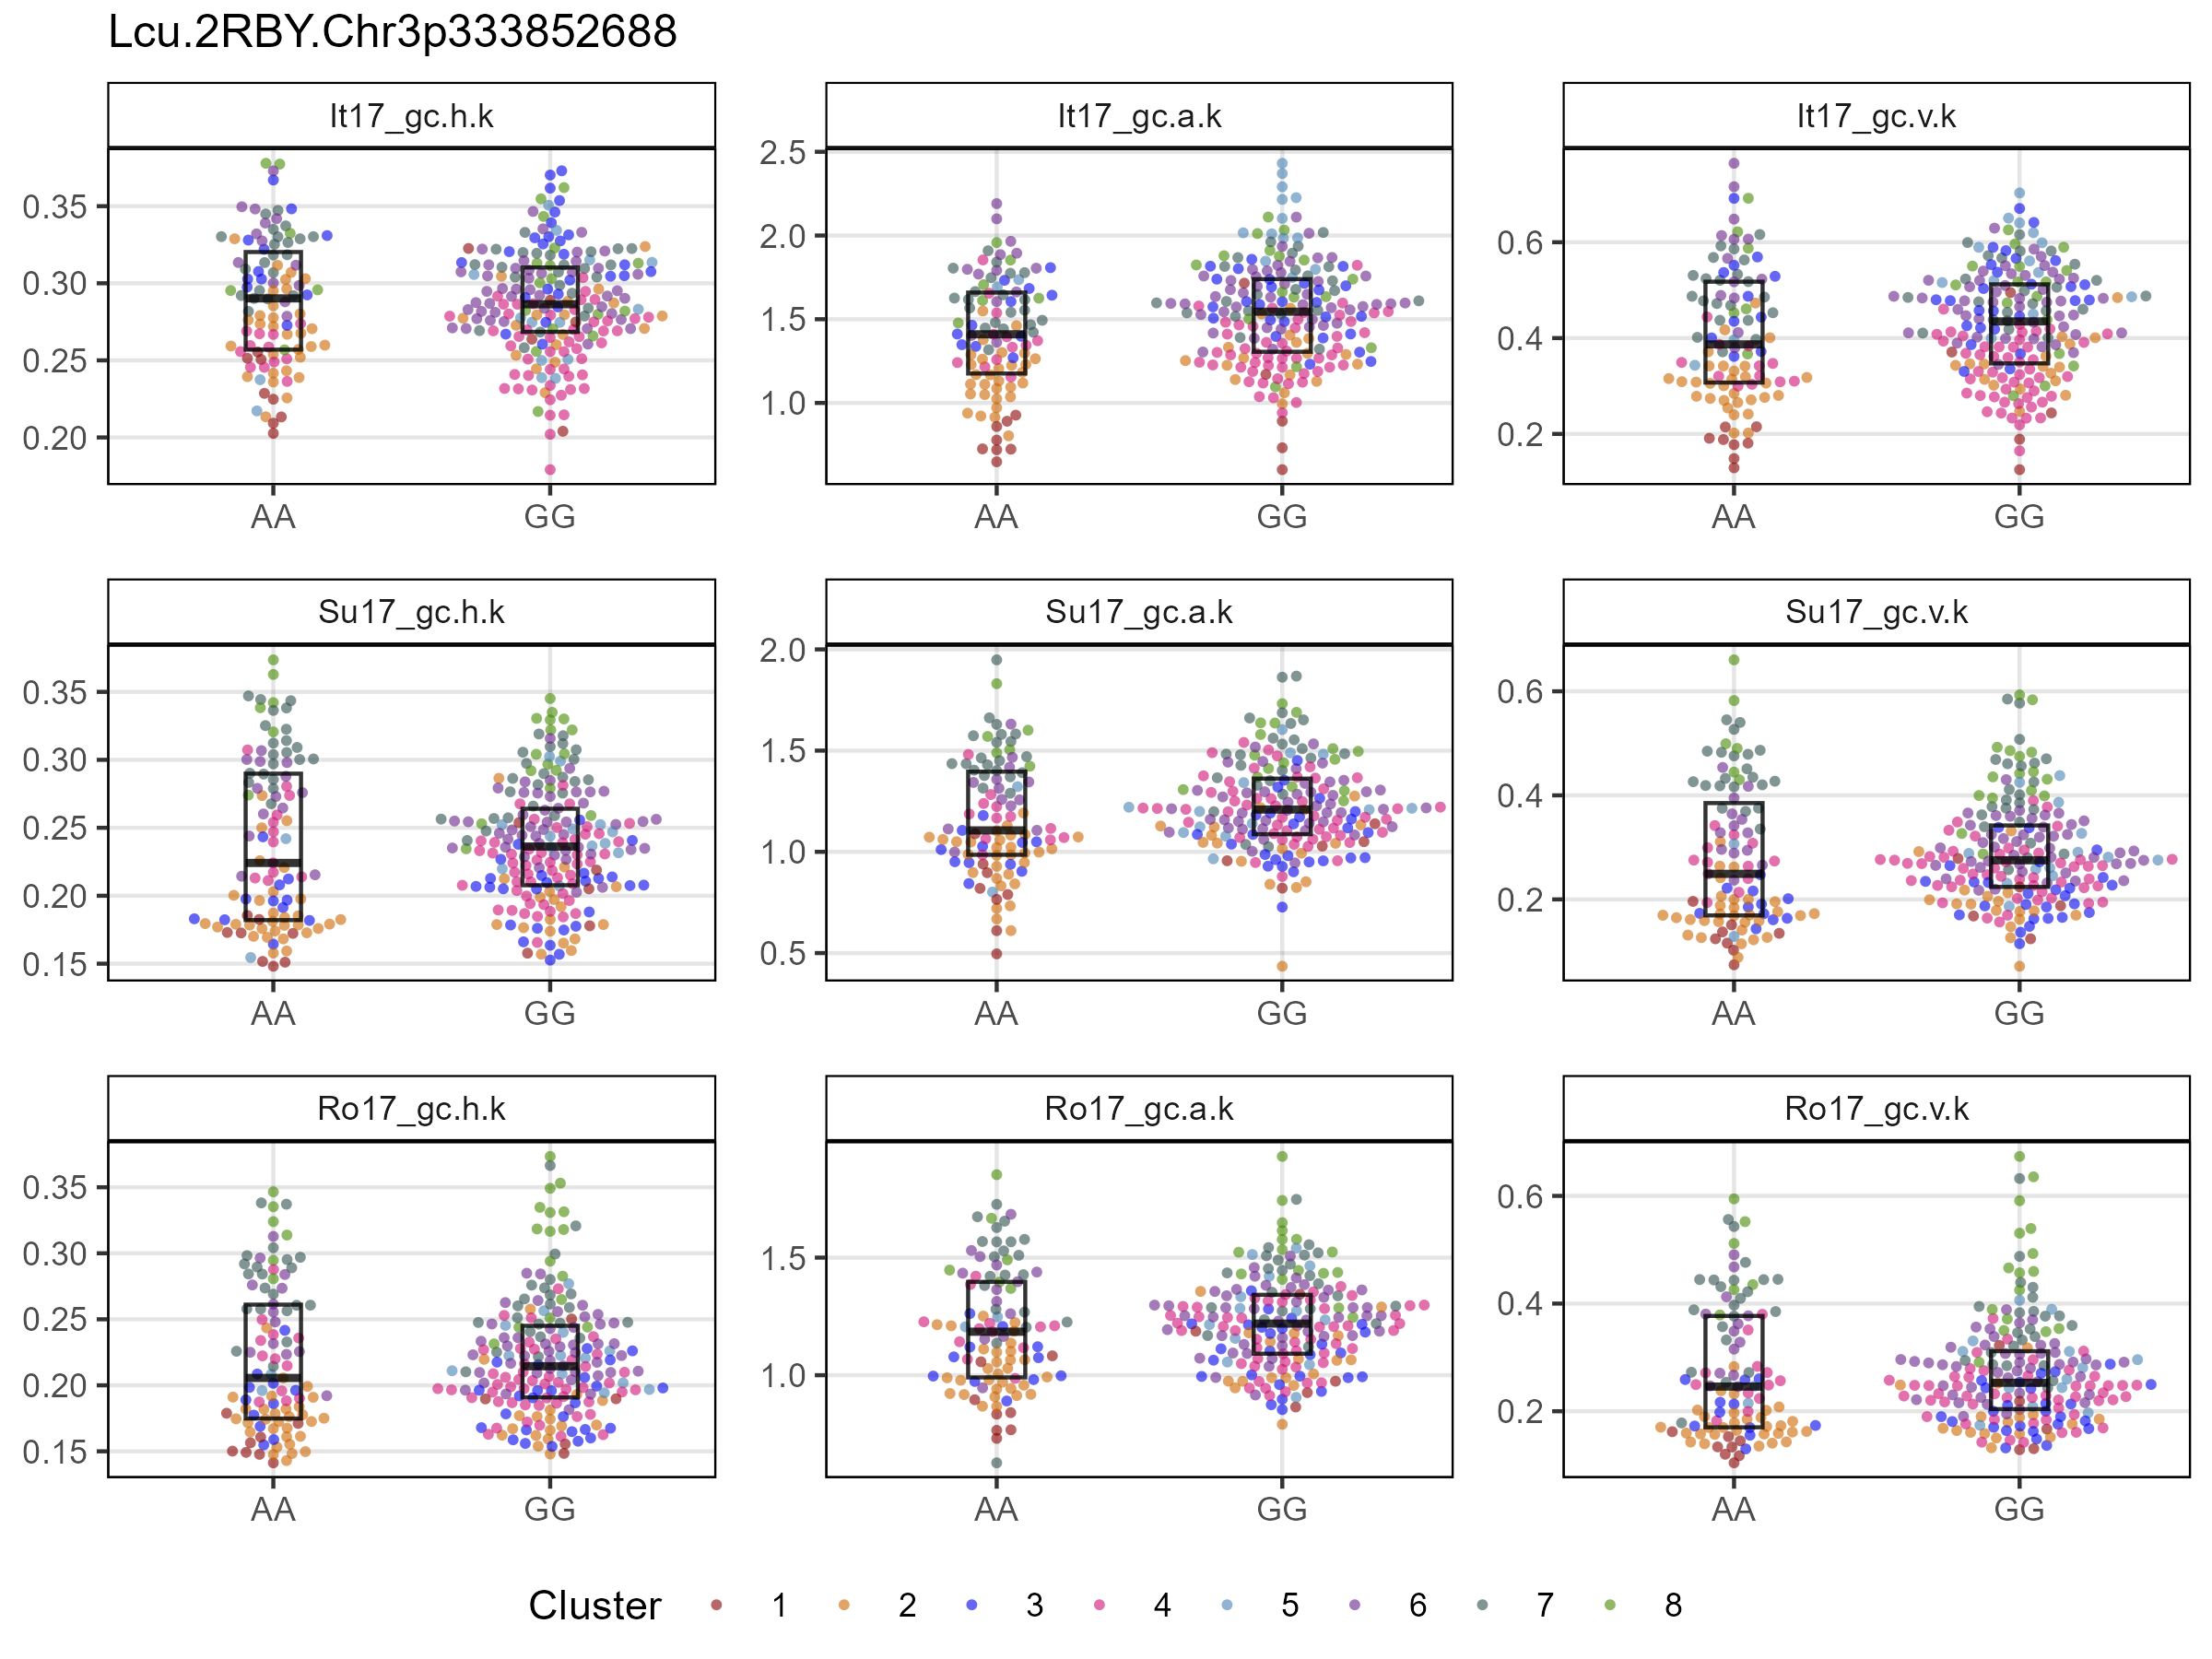 Lcu.2RBY.Chr3p333852688
It17_gc.h.k
It17_gc.a.k
It17_gc.v.k
0.35
0.30
0.25
0.20
2.5
2.0
1.5
1.0
0.6
0.4
0.2
AA
GG
AA
GG
AA
GG
Su17_gc.h.k
Su17_gc.a.k
Su17_gc.v.k
0.35
0.30
0.25
0.20
0.15
2.0
1.5
1.0
0.5
0.6
0.4
0.2
AA
GG
AA
GG
AA
GG
Ro17_gc.h.k
Ro17_gc.a.k
Ro17_gc.v.k
0.35
0.30
0.25
0.20
0.15
1.5
1.0
0.6
0.4
0.2
AA
GG
AA
GG
AA
GG
Cluster 1 2 3 4 5 6 7 8